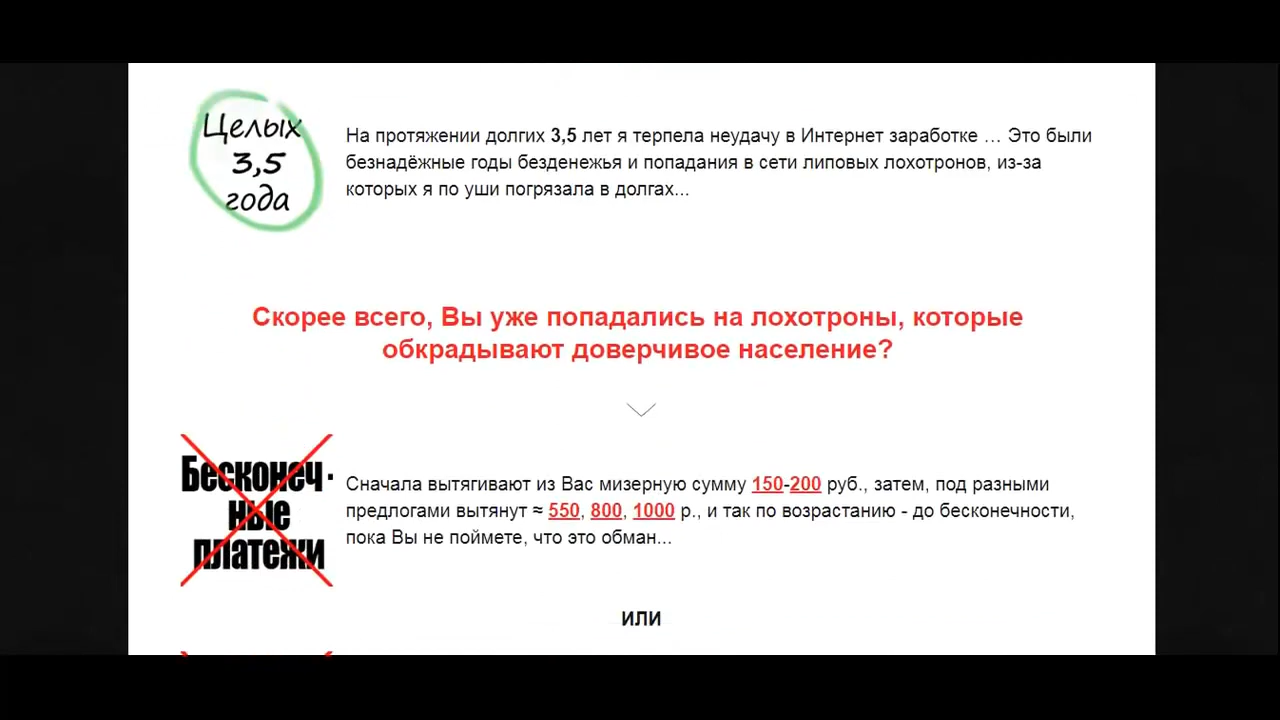 Целых
3,5
года
На протяжении долгих 3,5 лет я терпела неудачу в Интернет заработке … Это были
безнадёжные годы безденежья и попадания в сети липовых лохотронов, из-за
которых я по уши погрязала в долгах...
Скорее всего, Вы уже попадались на лохотроны, которые
обкрадывают доверчивое население?
Бесконеч-
ные
платежи
Сначала вытягивают из Вас мизерную сумму 150-200 руб., затем, под разными
предлогами вытянут ≈ 550, 800, 1000 р., и так по возрастанию - до бесконечности,
пока Вы не поймете, что это обман...
ИЛИ